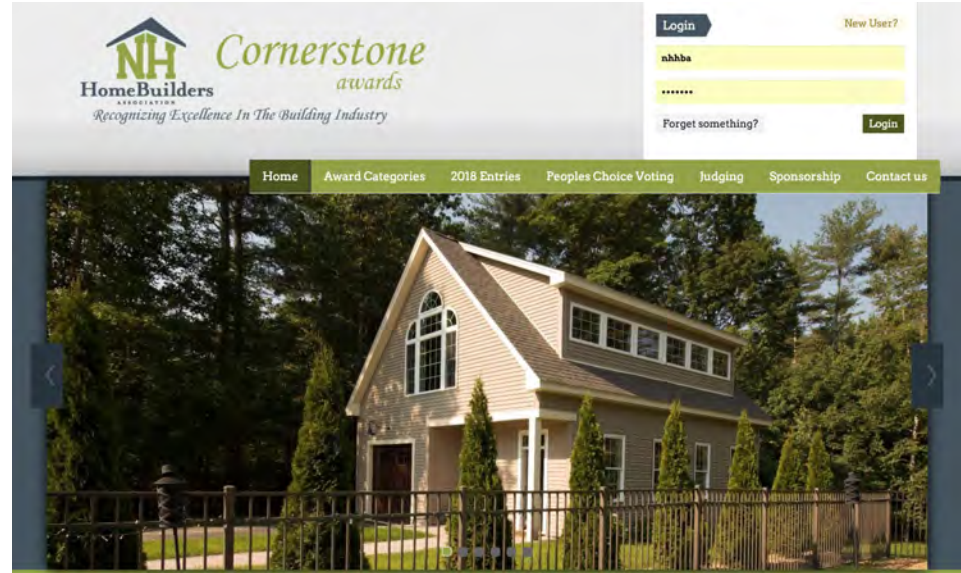 NH
HomeBuilders
ASSOCIATION
Cornerstone
awards
Recognizing Excellence In The Building Industry
Login
New User?
nhhba
•••••••
Forget something?
Login
Home
Award Categories
2018 Entries
Peoples Choice Voting
Judging
Sponsorship
Contact us